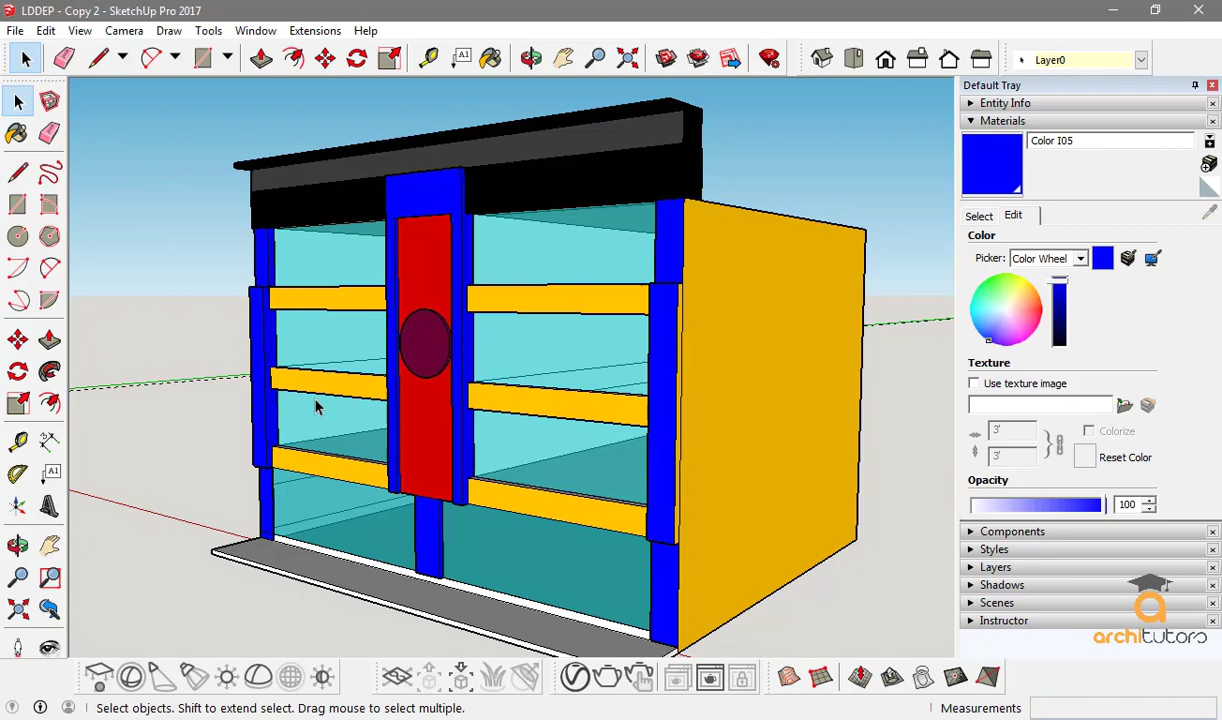 LDDEP - Copy 2 - SketchUp Pro 2017
File Edit View Camera Draw Tools Window Extensions Help
A1
Layer0
Default Tray
Entity Info
Materials
Color I05
Select Edit
Color
Picker: Color Wheel
Texture
Use texture image
3'
Colorize
3'
Reset Color
Opacity
100
A1
Components
Styles
Layers
Shadows
Scenes
Instructor
architutors
Select objects. Shift to extend select. Drag mouse to select multiple.
Measurements